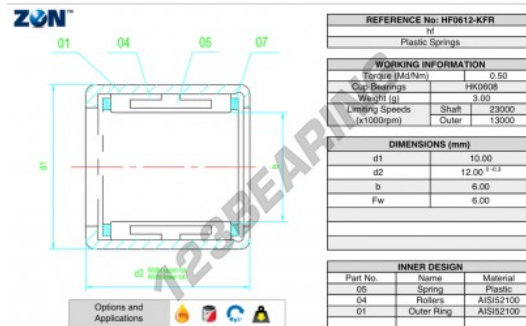 ZEN
REFERENCE No: HF0612-KFR
hf
Plastic Springs
01 04 05 07
WORKING INFORMATION
Torque (Md/Nm) 0.50
Cup Bearings HK0608
Weight (g) 3.00
Limiting Speeds Shaft 23000
(x1000rpm) Outer 13000
DIMENSIONS (mm)
d1 10.00
d2 12.00 0 -0.3
b 6.00
Fw 6.00
d1
d2
123BEARING
INNER DESIGN
Part No. Name Material
05 Spring Plastic
04 Rollers AISI52100
01 Outer Ring AISI52100
Options and
Applications